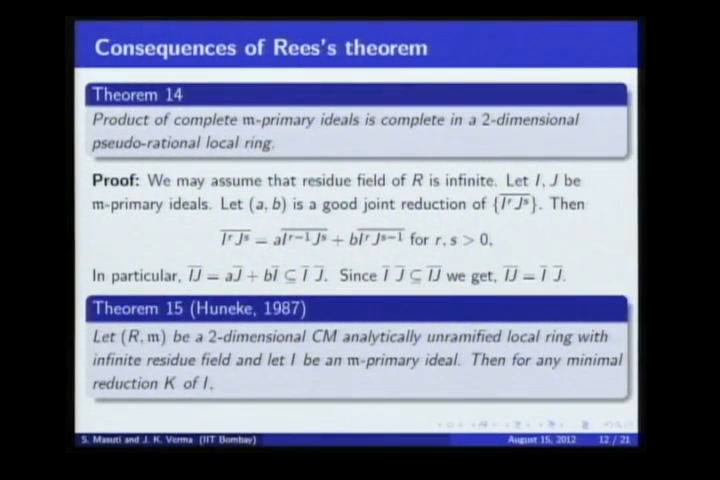 Consequences of Rees's theorem
Theorem 14
Product of complete m-primary ideals is complete in a 2-dimensional
pseudo-rational local ring.
Proof: We may assume that residue field of R is infinite. Let I, J be
m-primary ideals. Let (a, b) is a good joint reduction of {\overline{I^r J^s}}. Then
\overline{I^r J^s} = a\overline{I^{r−1} J^s} + b\overline{I^r J^{s−1}} for r, s > 0.
In particular, \overline{IJ} = a\overline{J} + b\overline{I} ⊆ \overline{I} \overline{J}. Since \overline{I} \overline{J} ⊆ \overline{IJ} we get, \overline{IJ} = \overline{I} \overline{J}.
Theorem 15 (Huneke, 1987)
Let (R, m) be a 2-dimensional CM analytically unramified local ring with
infinite residue field and let I be an m-primary ideal. Then for any minimal
reduction K of I,
S. Masuti and J. K. Verma (IIT Bombay) August 15, 2012 12 / 21